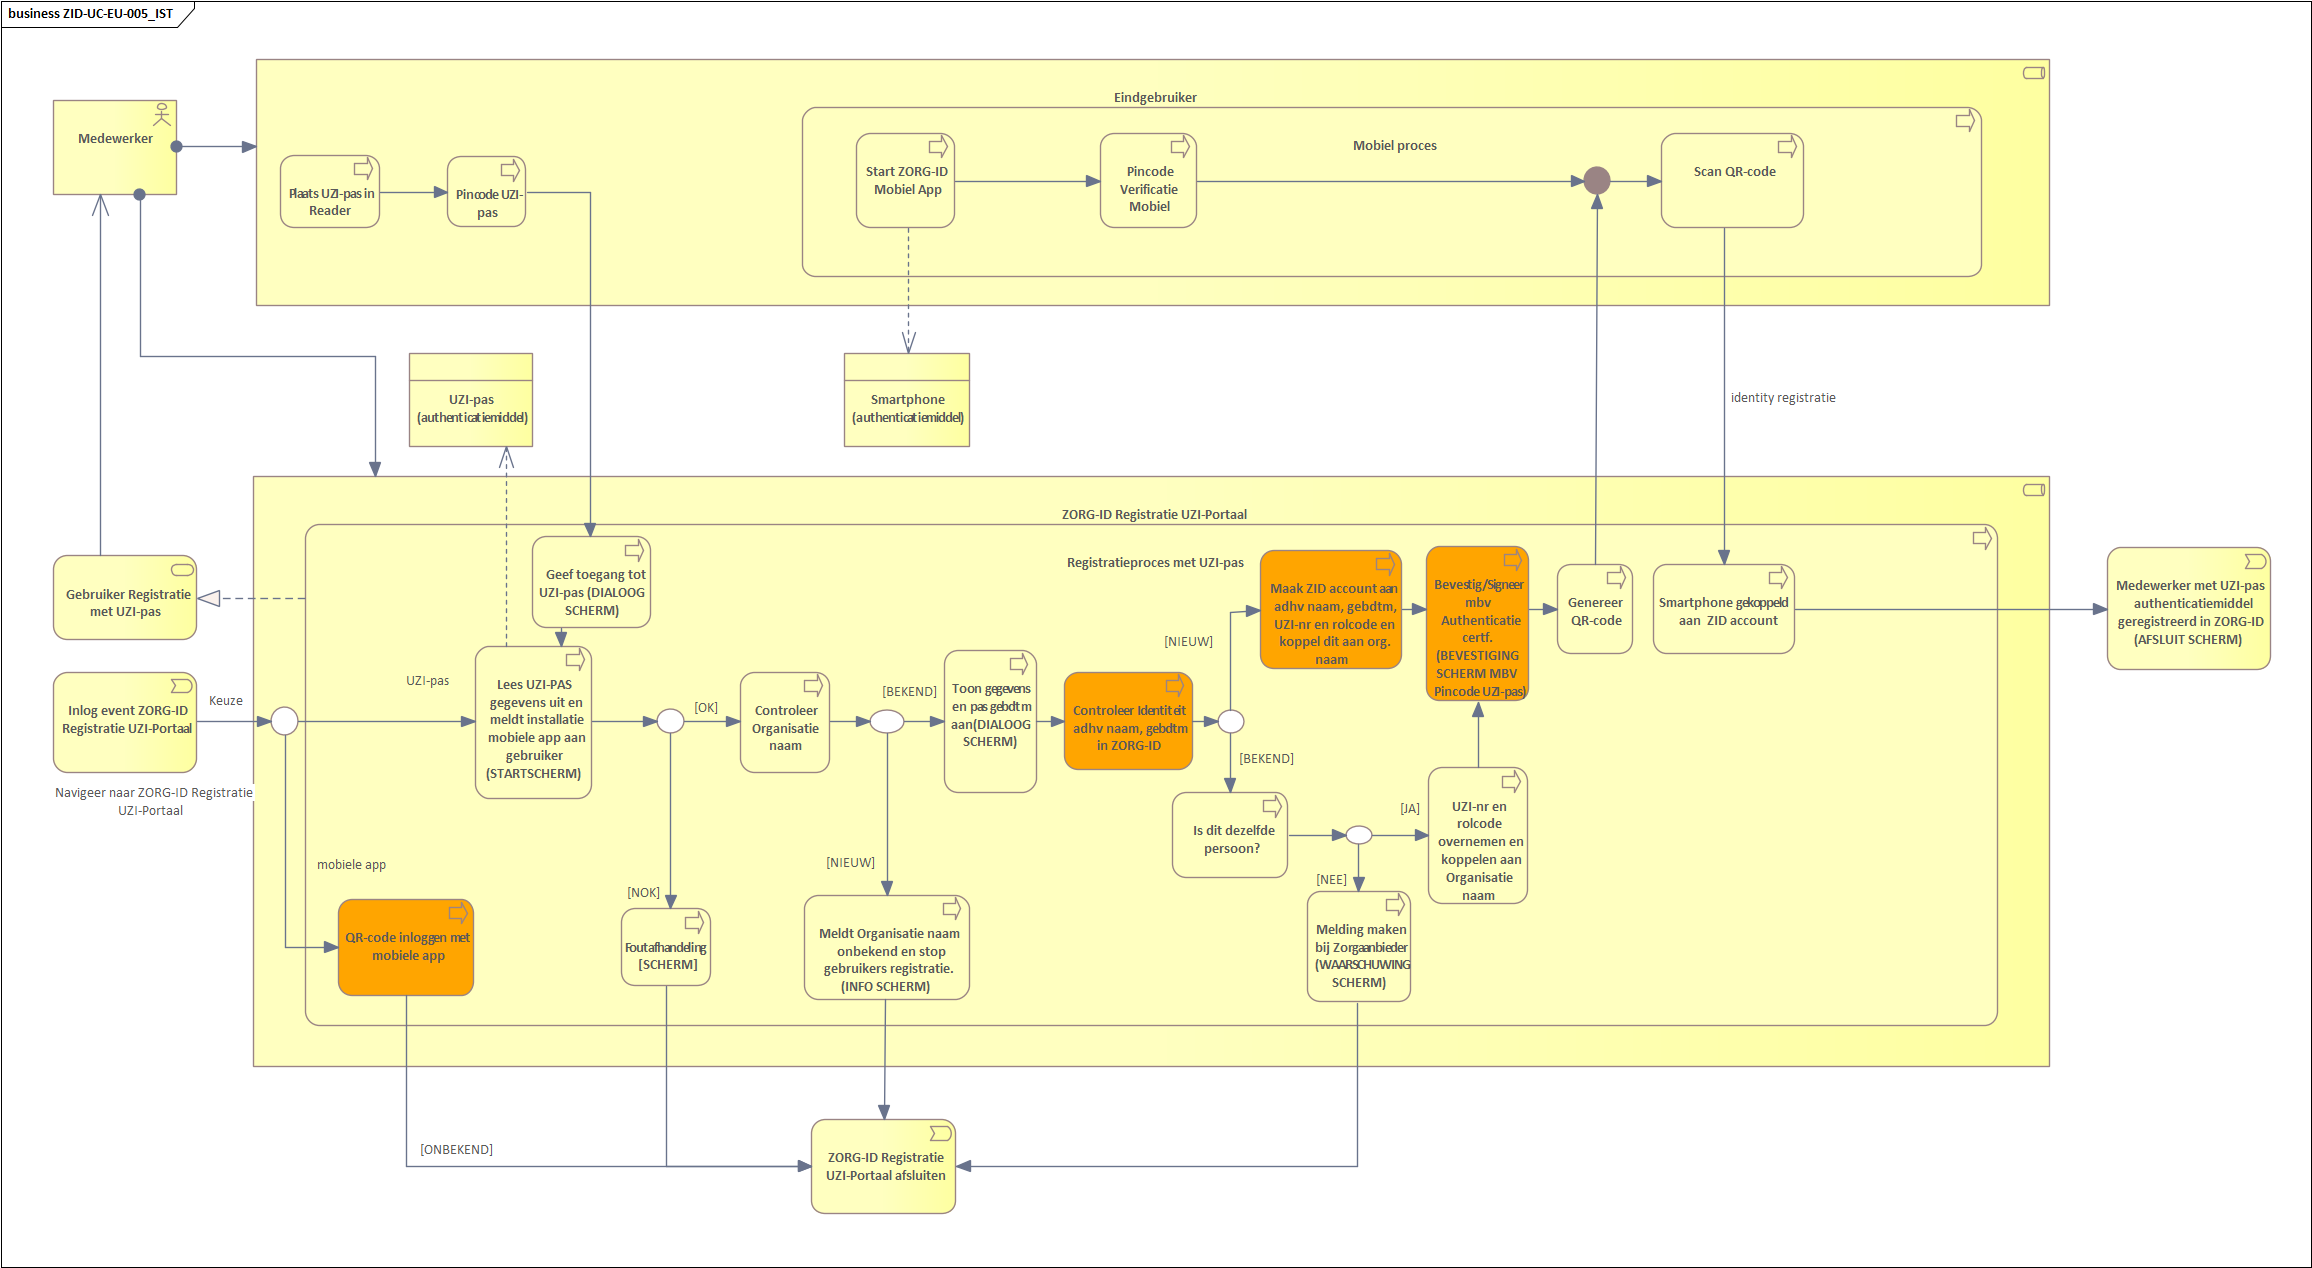 business ZID-UC-EU-005_IST
Eindgebruiker
Medewerker
Plaats UZI-pas in
Reader
Pincode UZI-
pas
Start ZORG-ID
Mobiel App
Pincode
Verificatie
Mobiel
Mobiel proces
Scan QR-code
UZI-pas
(authenticatiemiddel)
Smartphone
(authenticatiemiddel)
identity registratie
ZORG-ID Registratie UZI-Portaal
Registratieproces met UZI-pas
Gebruiker Registratie
met UZI-pas
Geef toegang tot
UZI-pas (DIALOOG
SCHERM)
Maak ZID account aan
adhv naam, gebdtm,
UZI-nr en rolcode en
koppel dit aan org.
naam
Bevestig/Signeer
mbv
Authenticatie
certf.
(BEVESTIGING
SCHERM MBV
Pincode UZI-pas)
Genereer
QR-code
Smartphone gekoppeld
aan ZID account
Medewerker met UZI-pas
authenticatiemiddel
geregistreerd in ZORG-ID
(AFSLUIT SCHERM)
[NIEUW]
Inlog event ZORG-ID
Registratie UZI-Portaal
Keuze
UZI-pas
Lees UZI-PAS
gegevens uit en
meldt installatie
mobiele app aan
gebruiker
(STARTSCHERM)
[OK]
Controleer
Organisatie
naam
[BEKEND]
Toon gegevens
en pas gebdtm
aan(DIALOOG
SCHERM)
Controleer Identiteit
adhv naam, gebdtm
in ZORG-ID
[BEKEND]
Navigeer naar ZORG-ID Registratie
UZI-Portaal
Is dit dezelfde
persoon?
[JA]
UZI-nr en
rolcode
overnemen en
koppelen aan
Organisatie
naam
mobiele app
[NIEUW]
[NEE]
[NOK]
QR-code inloggen met
mobiele app
Foutafhandeling
[SCHERM]
Meldt Organisatie naam
onbekend en stop
gebruikers registratie.
(INFO SCHERM)
Melding maken
bij Zorgaanbieder
(WAARSCHUWING
SCHERM)
[ONBEKEND]
ZORG-ID Registratie
UZI-Portaal afsluiten